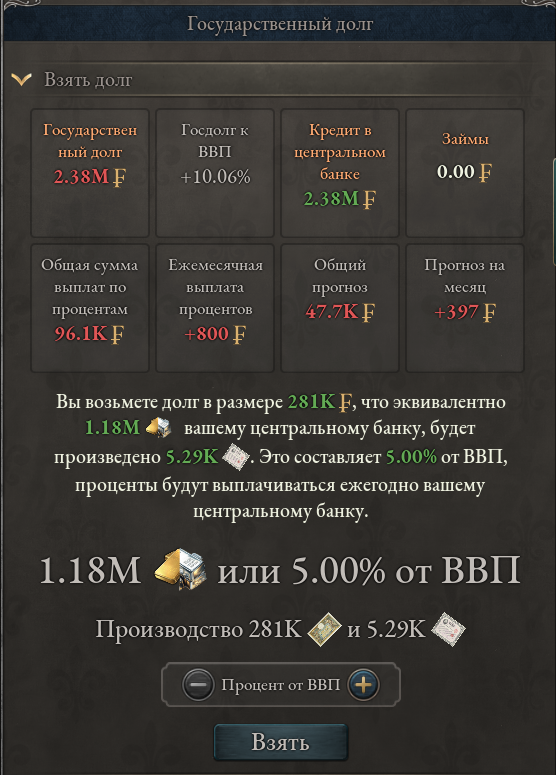 Государственный долг
Взять долг
Государствен
ный долг
2.38M ₣
Госдолг к
ВВП
+10.06%
Кредит в
центральном
банке
2.38M ₣
Займы
0.00 ₣
Общая сумма
выплат по
процентам
96.1K ₣
Ежемесячная
выплата
процентов
+800 ₣
Общий
прогноз
47.7K ₣
Прогноз на
месяц
+397 ₣
Вы возьмете долг в размере 281K ₣, что эквивалентно
1.18M вашему центральному банку, будет
произведено 5.29K . Это составляет 5.00% от ВВП,
проценты будут выплачиваться ежегодно вашему
центральному банку.
1.18M или 5.00% от ВВП
Производство 281K и 5.29K
Процент от ВВП
Взять